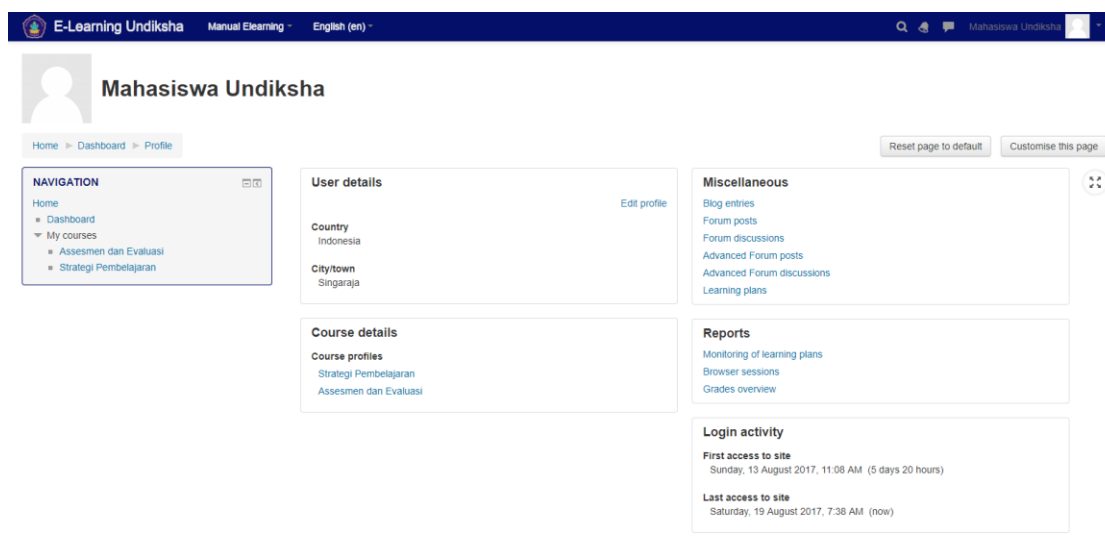 E-Learning Undiksha
Manual Elearning
English (en)
Mahasiswa Undiksha
Mahasiswa Undiksha
Home
Dashboard
Profile
Reset page to default
Customise this page
NAVIGATION
Home
Dashboard
My courses
Assesmen dan Evaluasi
Strategi Pembelajaran
User details
Edit profile
Country
Indonesia
City/town
Singaraja
Course details
Course profiles
Strategi Pembelajaran
Assesmen dan Evaluasi
Miscellaneous
Blog entries
Forum posts
Forum discussions
Advanced Forum posts
Advanced Forum discussions
Learning plans
Reports
Monitoring of learning plans
Browser sessions
Grades overview
Login activity
First access to site
Sunday, 13 August 2017, 11:08 AM (5 days 20 hours)
Last access to site
Saturday, 19 August 2017, 7:38 AM (now)